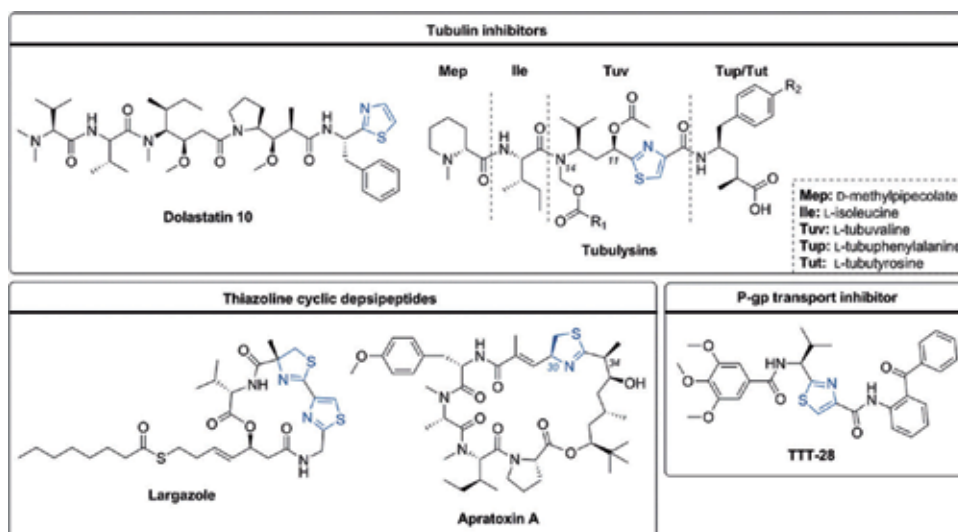 Tubulin inhibitors
Mep Ile Tuv Tup/Tut
Dolastatin 10
Tubulysins
Mep: D-methylpipecolate
Ile: L-isoleucine
Tuv: L-tubuvaline
Tup: L-tubuphenylalanine
Tut: L-tubutyrosine
Thiazoline cyclic depsipeptides
P-gp transport inhibitor
Largazole
Apratoxin A
TTT-28